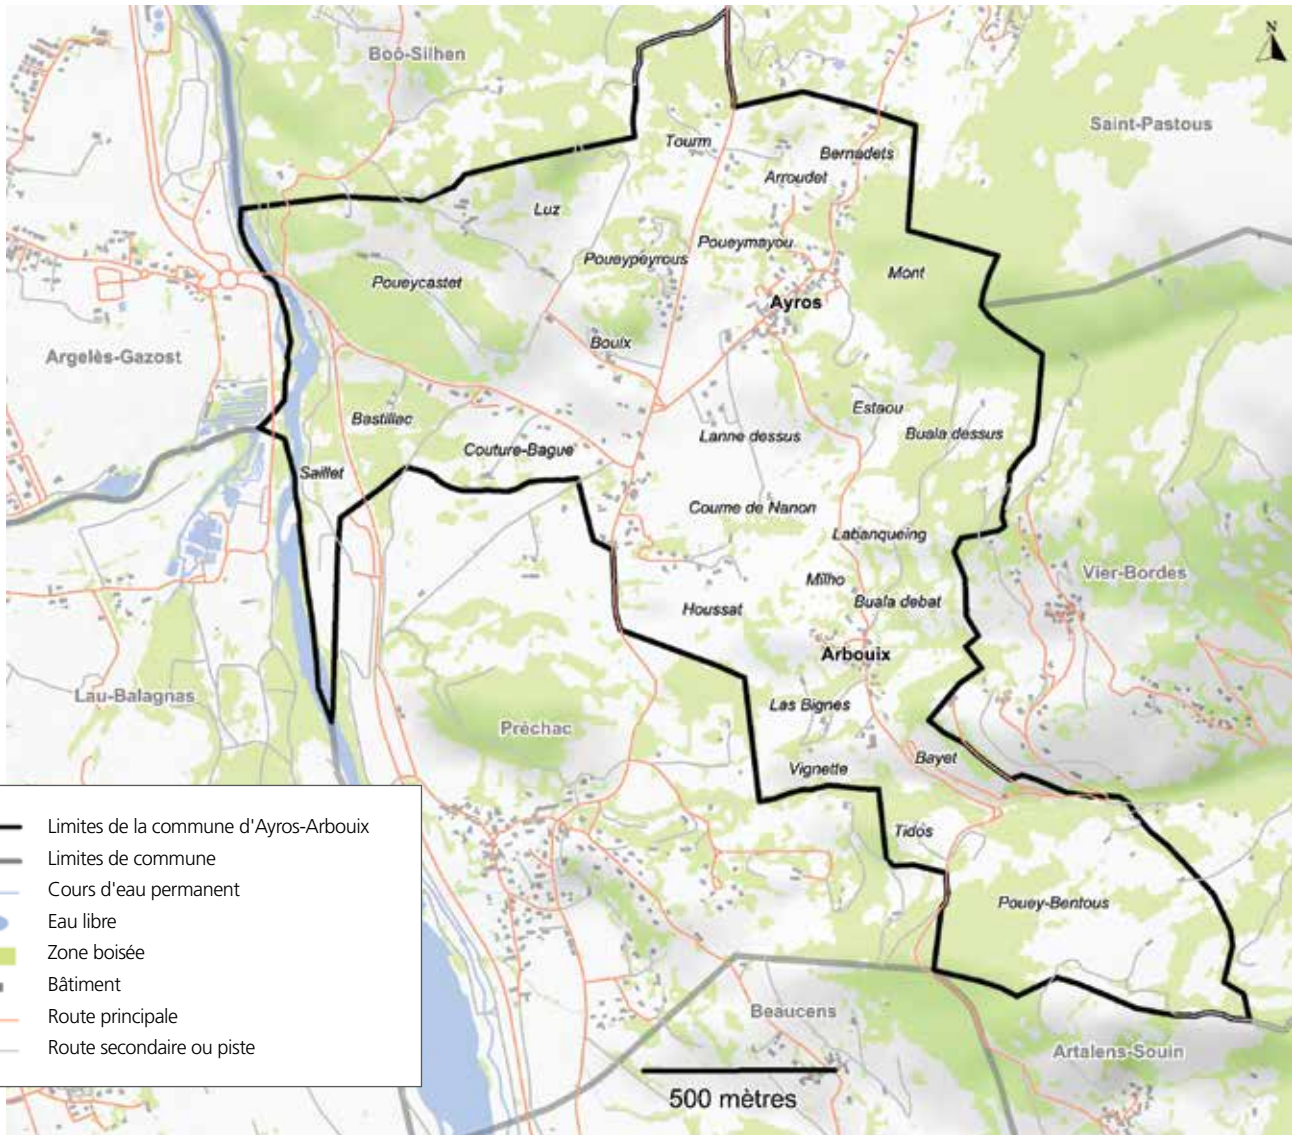 N
Boô-Silhen
Saint-Pastous
Tourm
Bernadets
Arroudet
Luz
Poueymayou
Poueypeyrous
Mont
Poueycastet
Ayros
Bouix
Argelès-Gazost
Estaou
Bastillac
Lanne dessus
Buala dessus
Couture-Bague
Saillet
Coume de Nanon
Labanqueing
Vier-Bordes
Milho
Buala debat
Houssat
Arbouix
Lau-Balagnas
Las Bignes
Préchac
Bayet
Vignette
Tidos
Limites de la commune d'Ayros-Arbouix
Limites de commune
Cours d'eau permanent
Eau libre
Zone boisée
Bâtiment
Route principale
Route secondaire ou piste
Pouey-Bentous
Beaucens
Artalens-Souin
500 mètres